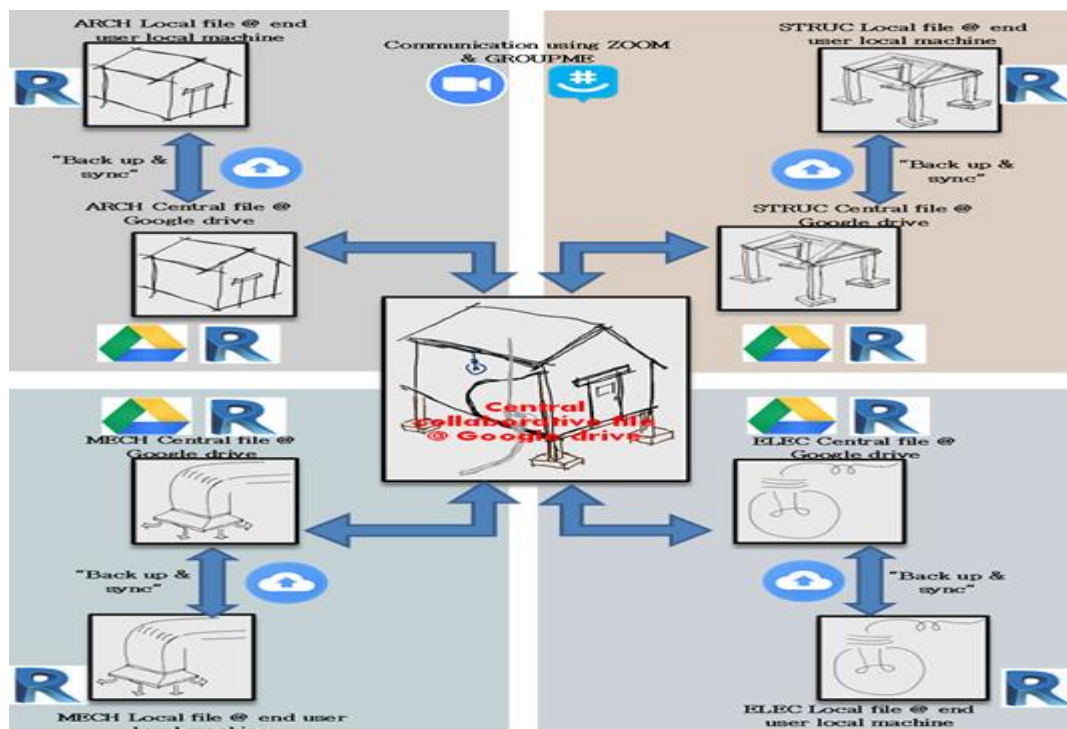 ARCH Local file @ end
user local machine
Communication using ZOOM
& GROUPME
STRUC Local file @ end
user local machine
"Back up &
sync"
"Back up &
sync"
ARCH Central file @
Google drive
STRUC Central file @
Google drive
Central
collaborative file
@ Google drive
MECH Central file @
Google drive
ELEC Central file @
Google drive
"Back up &
sync"
"Back up &
sync"
MECH Local file @ end user
ELEC Local file @ end
user local machine